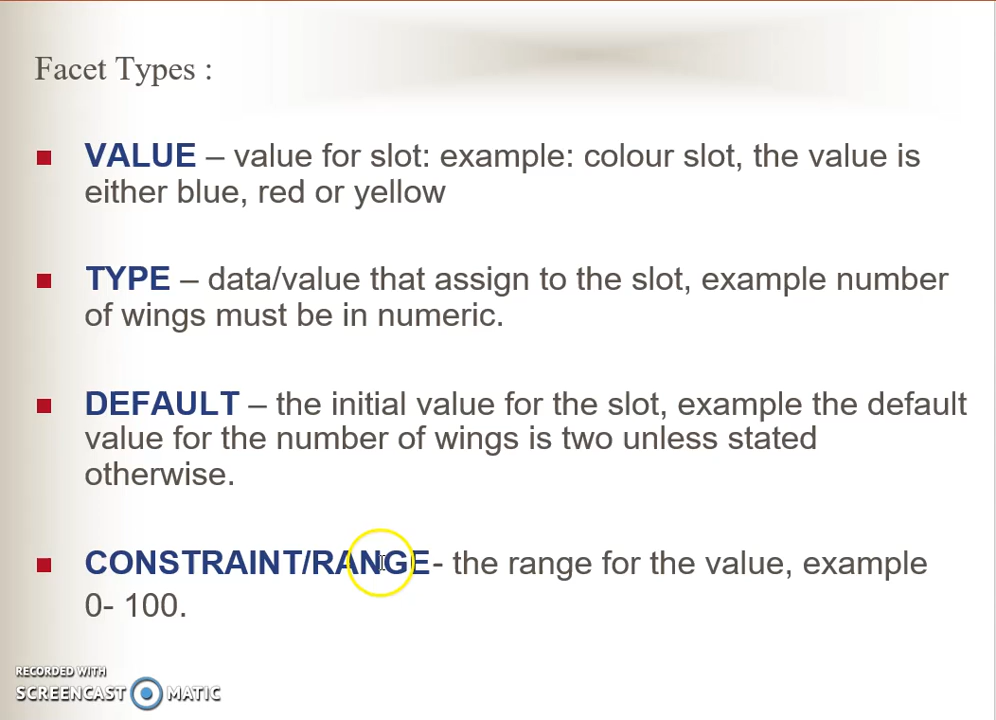 Facet Types :
VALUE – value for slot: example: colour slot, the value is
either blue, red or yellow
TYPE – data/value that assign to the slot, example number
of wings must be in numeric.
DEFAULT – the initial value for the slot, example the default
value for the number of wings is two unless stated
otherwise.
CONSTRAINT/RANGE- the range for the value, example
0- 100.
RECORDED WITH
SCREENCAST MATIC